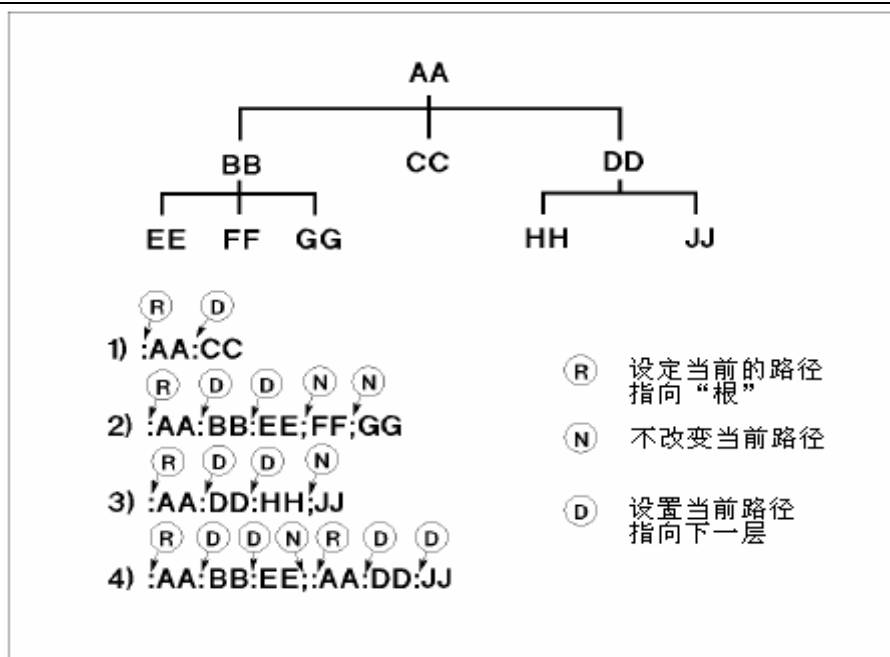 AA
BB CC DD
EE FF GG HH JJ
R D
1) :AA:CC
R D D N N
2) :AA:BB:EE;FF;GG
R D D N
3) :AA:DD:HH;JJ
R D D N R D D
4) :AA:BB:EE;:AA:DD:JJ
R 设定当前的路径
指向“根”
N 不改变当前路径
D 设置当前路径
指向下一层